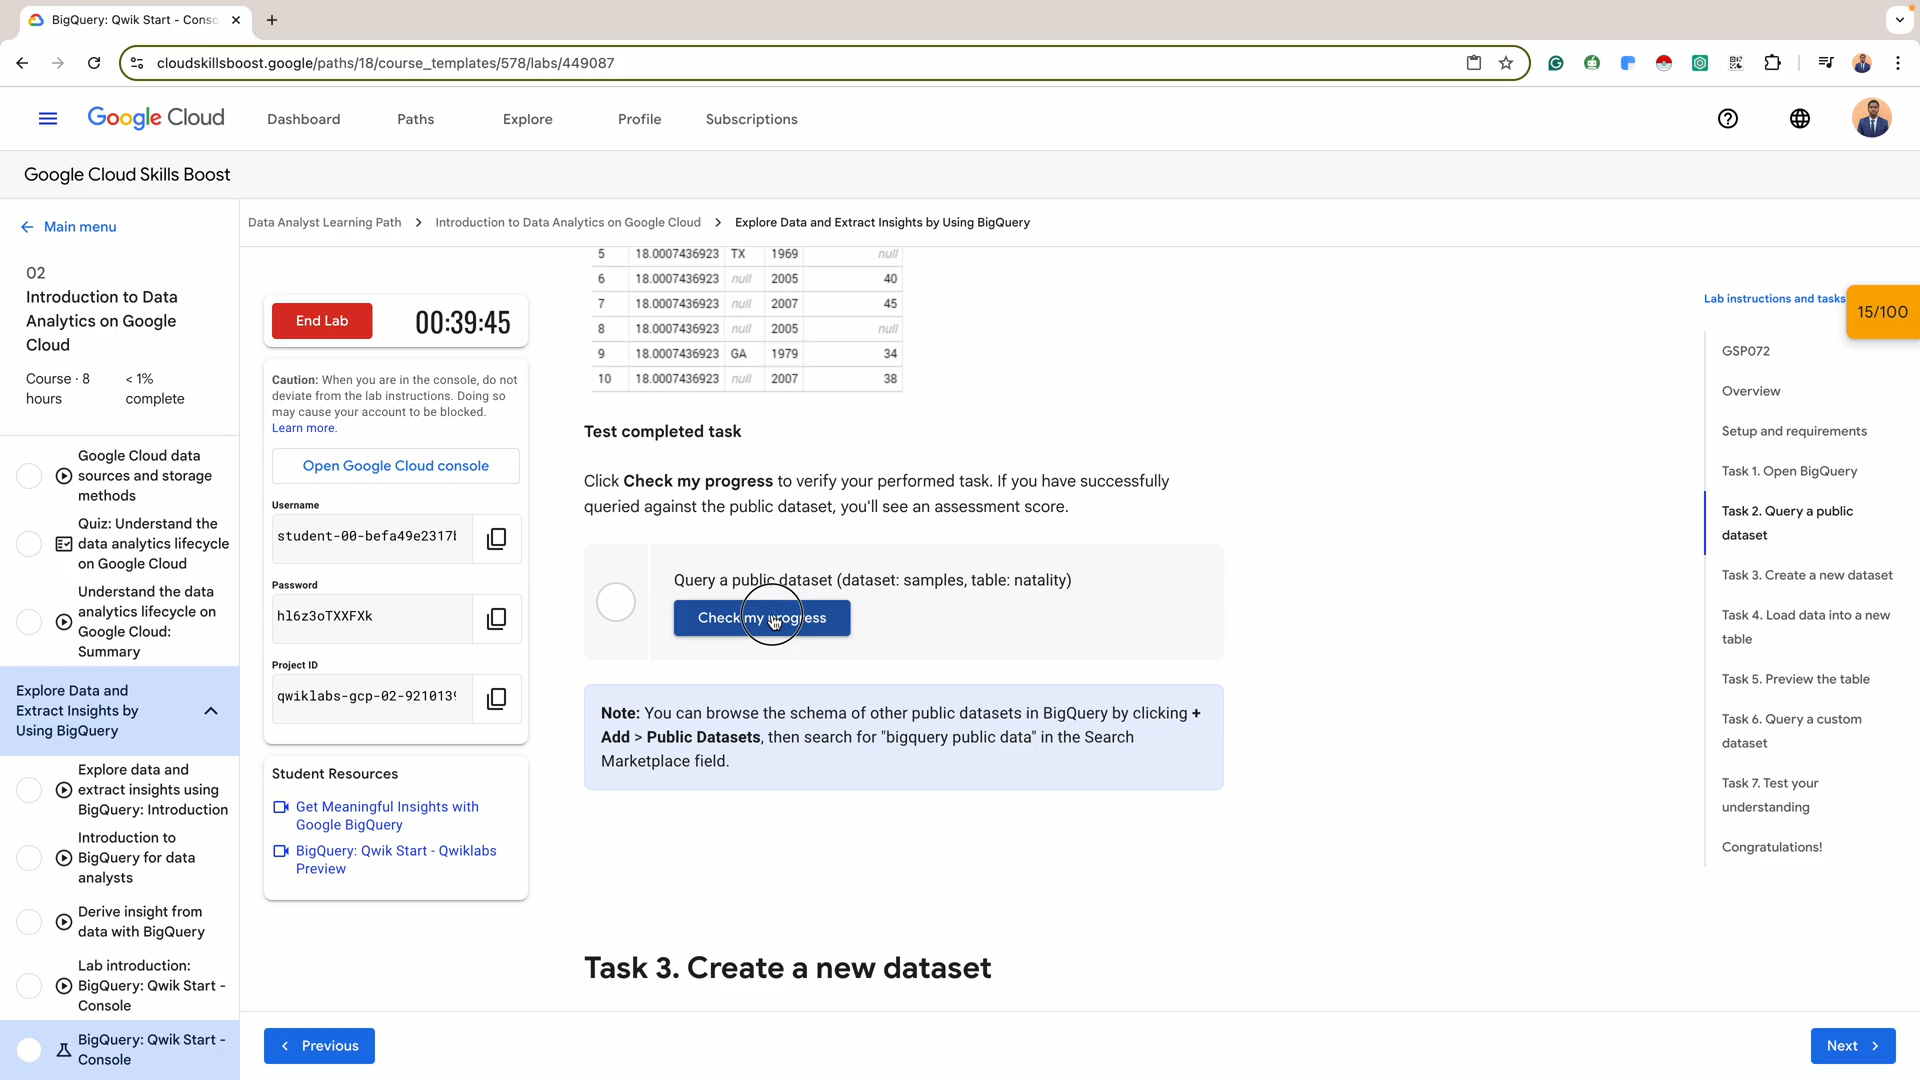 BigQuery: Qwik Start - Conso
cloudskillsboost.google/paths/18/course_templates/578/labs/449087
Google Cloud
Dashboard
Paths
Explore
Profile
Subscriptions
Google Cloud Skills Boost
Main menu
02
Introduction to Data
Analytics on Google
Cloud
Course · 8
hours
< 1%
complete
Google Cloud data
sources and storage
methods
Quiz: Understand the
data analytics lifecycle
on Google Cloud
Understand the data
analytics lifecycle on
Google Cloud:
Summary
Explore Data and
Extract Insights by
Using BigQuery
Explore data and
extract insights using
BigQuery: Introduction
Introduction to
BigQuery for data
analysts
Derive insight from
data with BigQuery
Lab introduction:
BigQuery: Qwik Start -
Console
BigQuery: Qwik Start -
Console
Data Analyst Learning Path
Introduction to Data Analytics on Google Cloud
Explore Data and Extract Insights by Using BigQuery
End Lab
00:39:45
Caution: When you are in the console, do not
deviate from the lab instructions. Doing so
may cause your account to be blocked.
Learn more.
Open Google Cloud console
Username
student-00-befa49e2317b
Password
hl6z3oTXXFXk
Project ID
qwiklabs-gcp-02-9210139
Student Resources
Get Meaningful Insights with
Google BigQuery
BigQuery: Qwik Start - Qwiklabs
Preview
5 18.0007436923 TX 1969 null
6 18.0007436923 null 2005 40
7 18.0007436923 null 2007 45
8 18.0007436923 null 2005 null
9 18.0007436923 GA 1979 34
10 18.0007436923 null 2007 38
Test completed task
Click Check my progress to verify your performed task. If you have successfully
queried against the public dataset, you'll see an assessment score.
Query a public dataset (dataset: samples, table: natality)
Check my progress
Note: You can browse the schema of other public datasets in BigQuery by clicking +
Add > Public Datasets, then search for "bigquery public data" in the Search
Marketplace field.
Task 3. Create a new dataset
Previous
Next
Lab instructions and tasks
15/100
GSP072
Overview
Setup and requirements
Task 1. Open BigQuery
Task 2. Query a public
dataset
Task 3. Create a new dataset
Task 4. Load data into a new
table
Task 5. Preview the table
Task 6. Query a custom
dataset
Task 7. Test your
understanding
Congratulations!